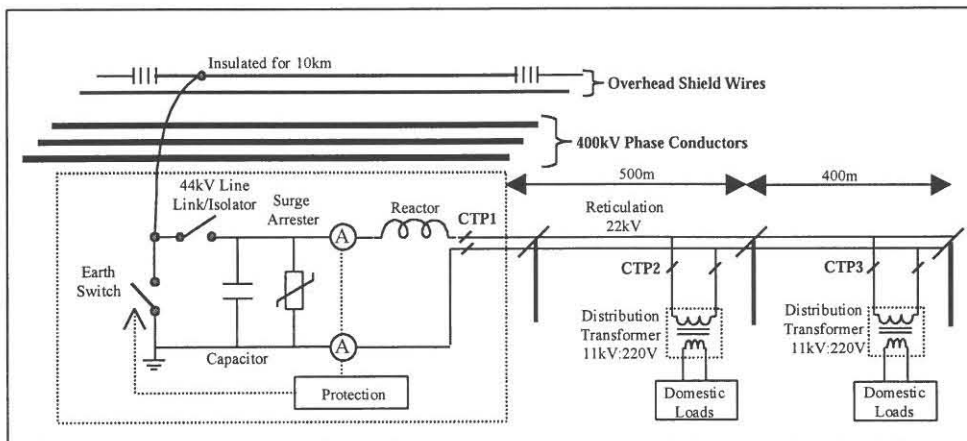 Insulated for 10km
Overhead Shield Wires
400kV Phase Conductors
44kV Line
Link/Isolator
Surge
Arrester
Reactor
CTP1
500m
400m
Reticulation
22kV
A
Earth
Switch
CTP2
CTP3
Distribution
Transformer
11kV:220V
Distribution
Transformer
11kV:220V
Capacitor
A
Protection
Domestic
Loads
Domestic
Loads